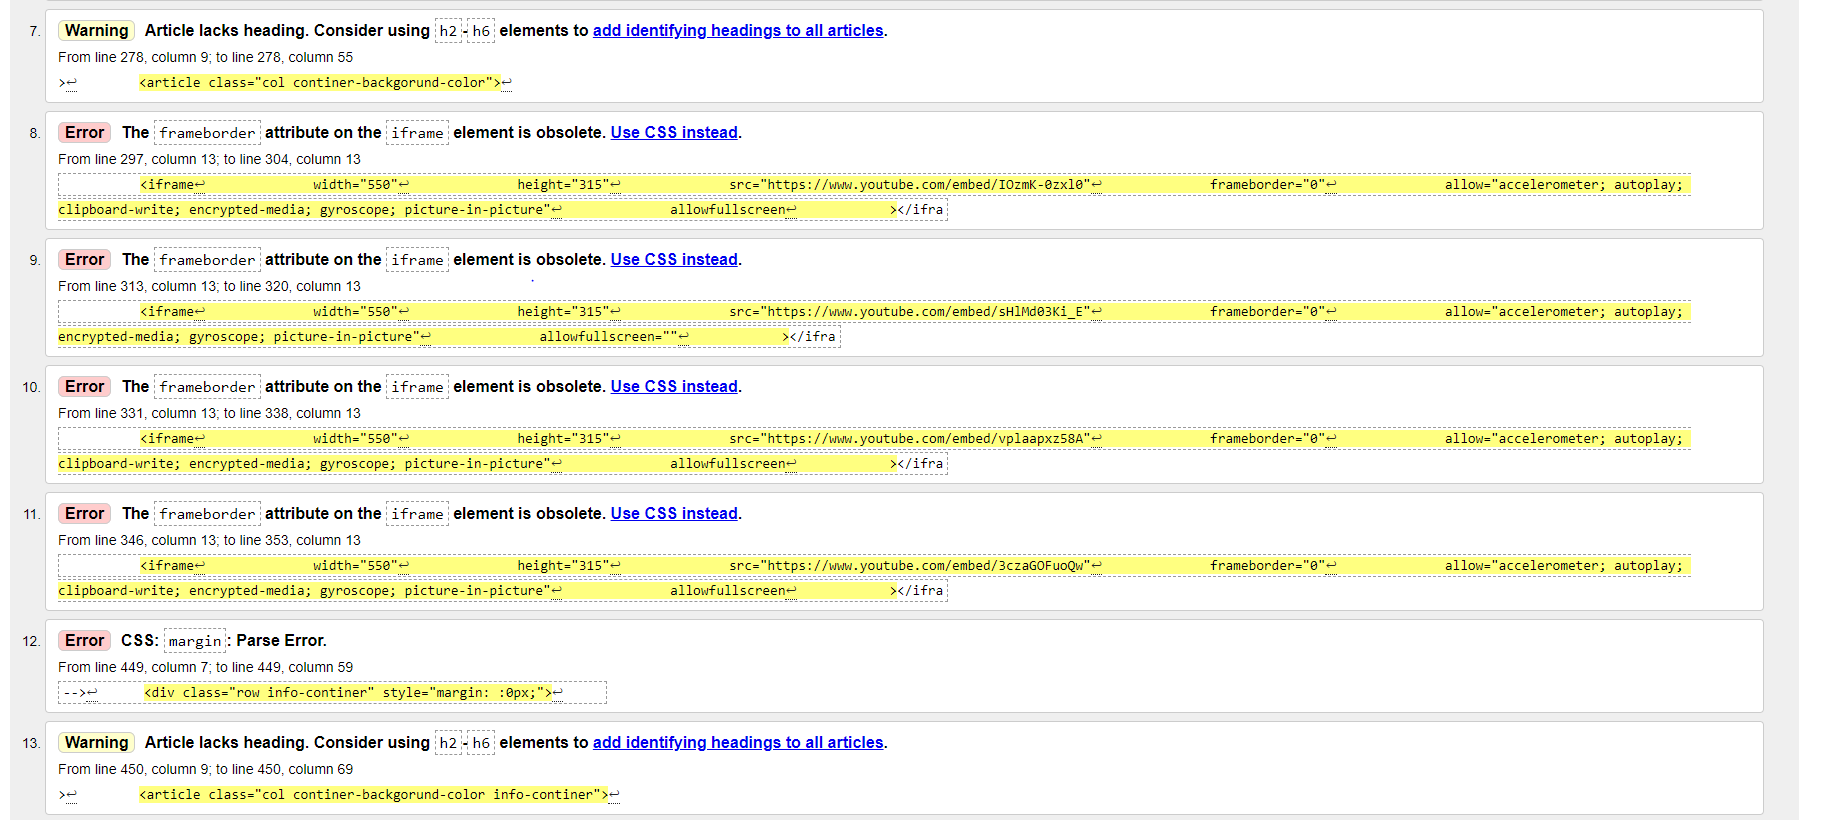 7. Warning Article lacks heading. Consider using h2-h6 elements to add identifying headings to all articles.
From line 278, column 9; to line 278, column 55
>↩ <article class="col continer-backgorund-color">↩
8. Error The frameborder attribute on the iframe element is obsolete. Use CSS instead.
From line 297, column 13; to line 304, column 13
<iframe↩ width="550"↩ height="315"↩ src="https://www.youtube.com/embed/IOzmK-0zxl0"↩ frameborder="0"↩ allow="accelerometer; autoplay;
clipboard-write; encrypted-media; gyroscope; picture-in-picture"↩ allowfullscreen↩ ></ifra
9. Error The frameborder attribute on the iframe element is obsolete. Use CSS instead.
From line 313, column 13; to line 320, column 13
<iframe↩ width="550"↩ height="315"↩ src="https://www.youtube.com/embed/sHlMd03Ki_E"↩ frameborder="0"↩ allow="accelerometer; autoplay;
encrypted-media; gyroscope; picture-in-picture"↩ allowfullscreen=""↩ ></ifra
10. Error The frameborder attribute on the iframe element is obsolete. Use CSS instead.
From line 331, column 13; to line 338, column 13
<iframe↩ width="550"↩ height="315"↩ src="https://www.youtube.com/embed/vplaapxz58A"↩ frameborder="0"↩ allow="accelerometer; autoplay;
clipboard-write; encrypted-media; gyroscope; picture-in-picture"↩ allowfullscreen↩ ></ifra
11. Error The frameborder attribute on the iframe element is obsolete. Use CSS instead.
From line 346, column 13; to line 353, column 13
<iframe↩ width="550"↩ height="315"↩ src="https://www.youtube.com/embed/3czaGOFuoQw"↩ frameborder="0"↩ allow="accelerometer; autoplay;
clipboard-write; encrypted-media; gyroscope; picture-in-picture"↩ allowfullscreen↩ ></ifra
12. Error CSS: margin: Parse Error.
From line 449, column 7; to line 449, column 59
-->↩ <div class="row info-continer" style="margin: :0px;">↩
13. Warning Article lacks heading. Consider using h2-h6 elements to add identifying headings to all articles.
From line 450, column 9; to line 450, column 69
>↩ <article class="col continer-backgorund-color info-continer">↩